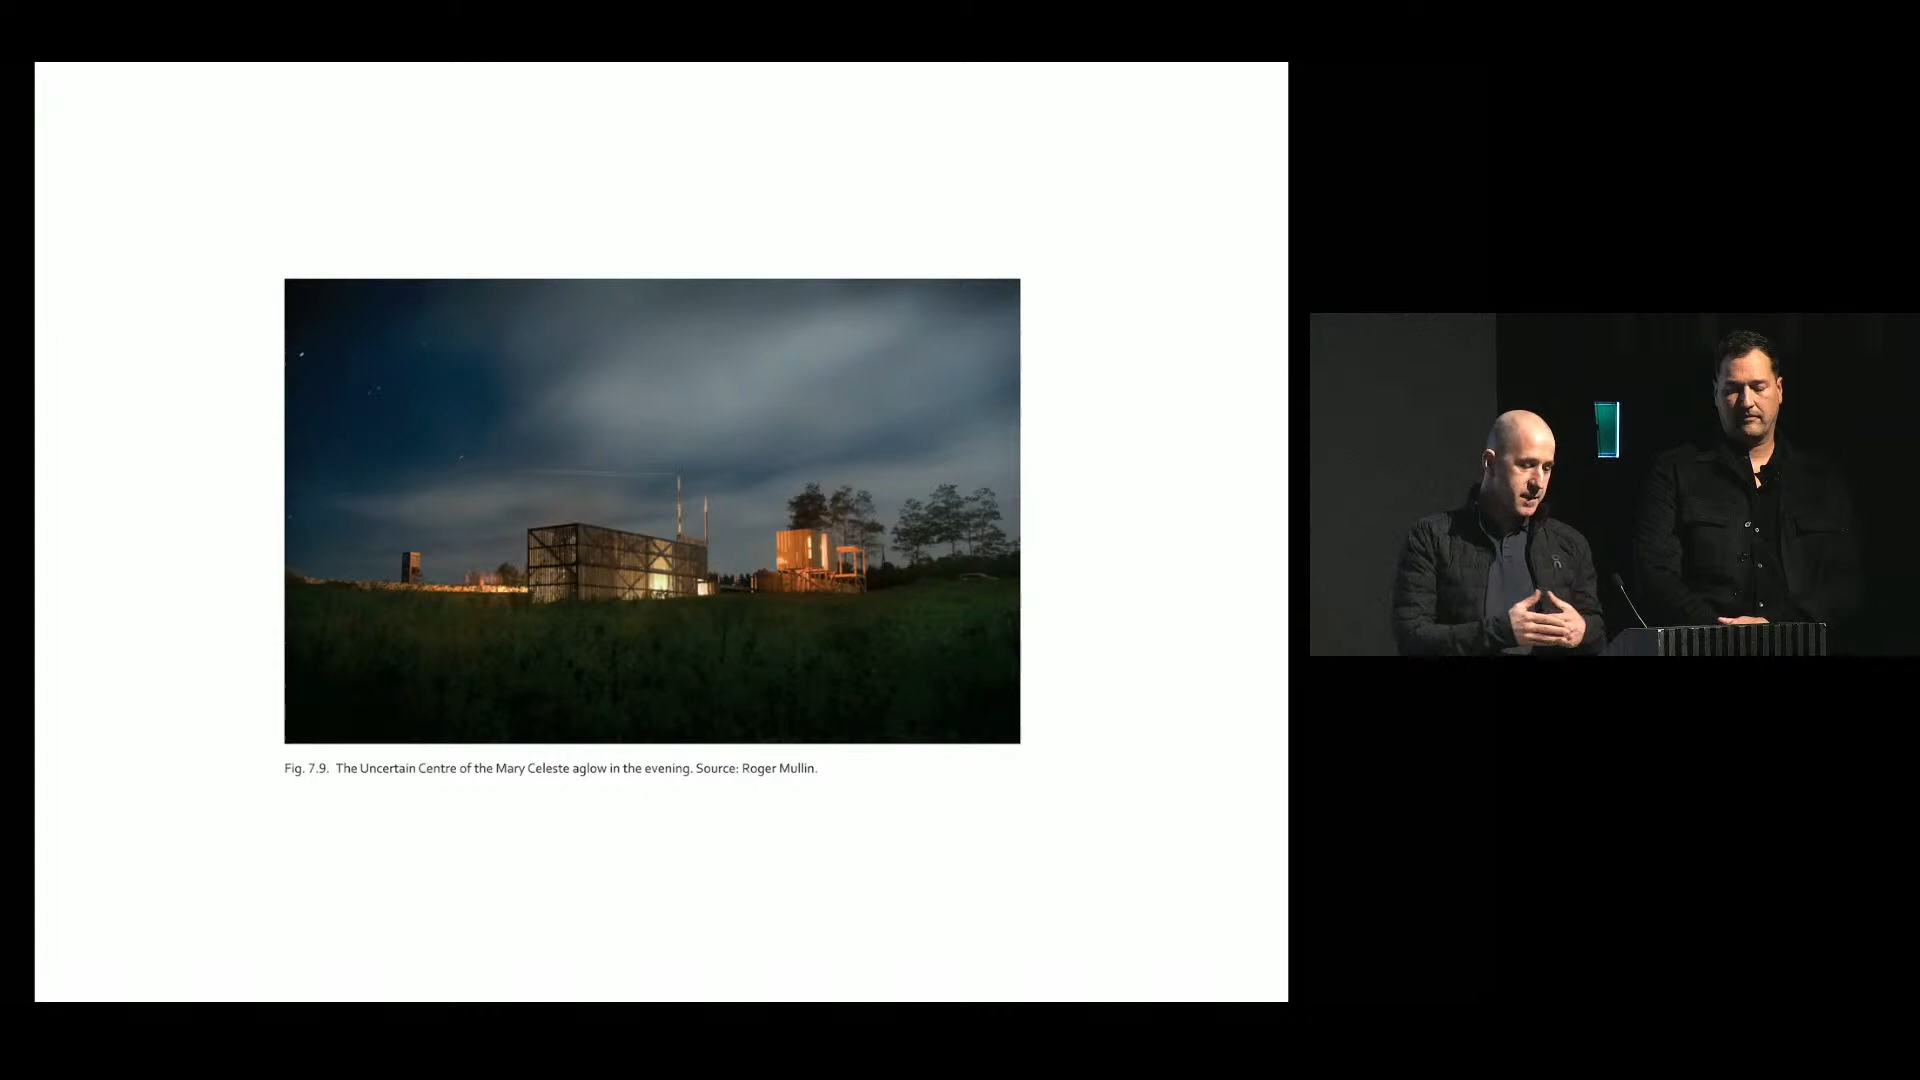 Fig. 7.9. The Uncertain Centre of the Mary Celeste aglow in the evening. Source: Roger Mullin.